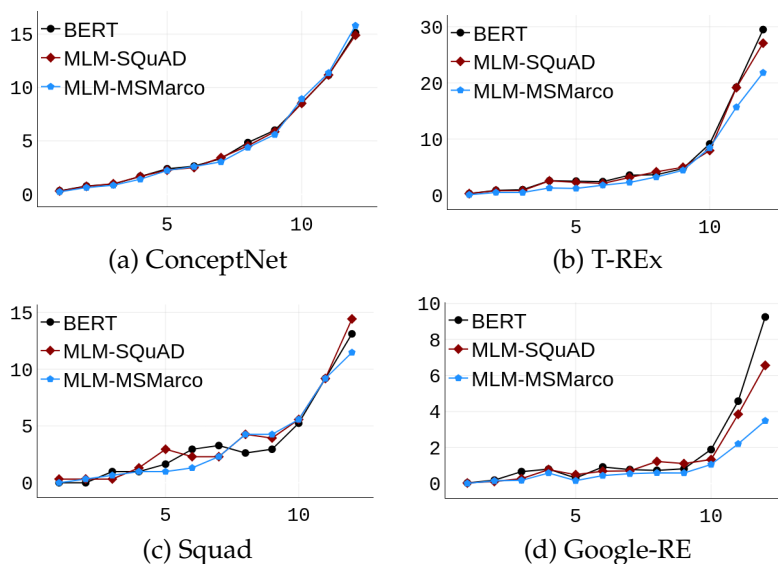 15
10
5
0
BERT
MLM-SQuAD
MLM-MSMarco
5
10
(a) ConceptNet
30
20
10
0
BERT
MLM-SQuAD
MLM-MSMarco
5
10
(b) T-REx
15
10
5
0
BERT
MLM-SQuAD
MLM-MSMarco
5
10
(c) Squad
10
8
6
4
2
0
BERT
MLM-SQuAD
MLM-MSMarco
5
10
(d) Google-RE